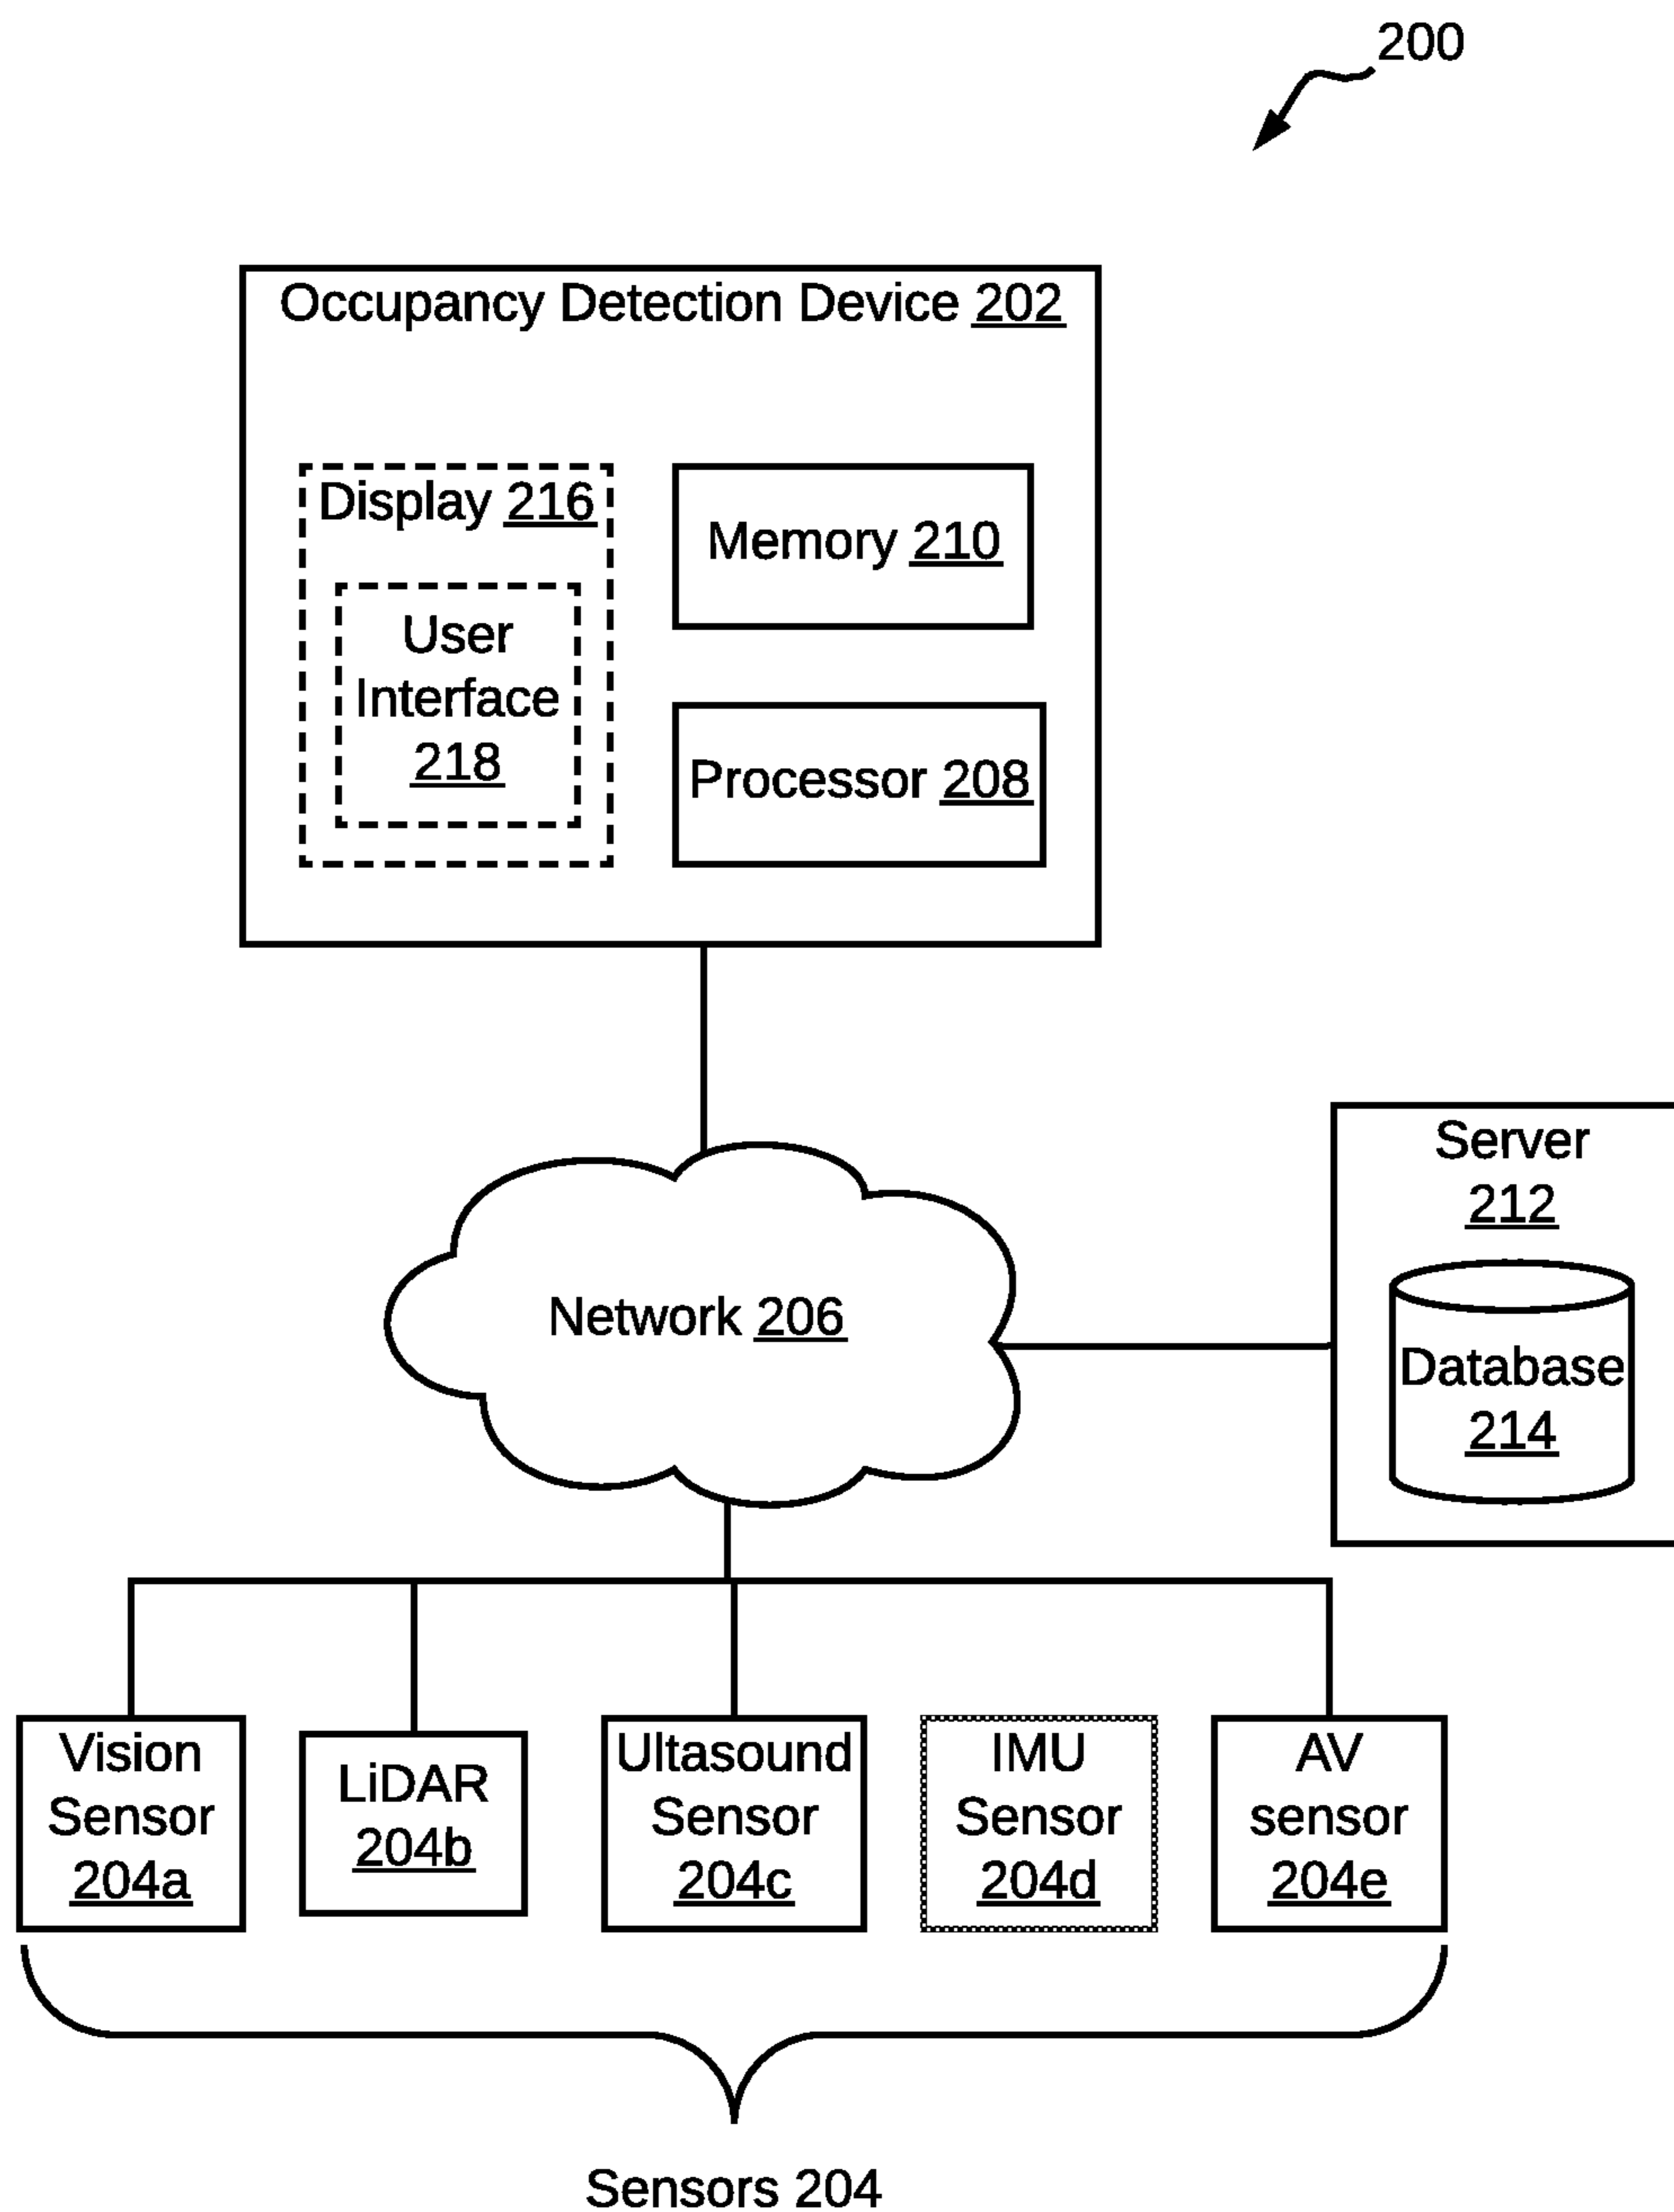 200
Occupancy Detection Device 202
Display 216
User
Interface
218
Memory 210
Processor 208
Network 206
Server
212
Database
214
Vision
Sensor
204a
LiDAR
204b
Ultasound
Sensor
204c
IMU
Sensor
204d
AV
sensor
204e
Sensors 204